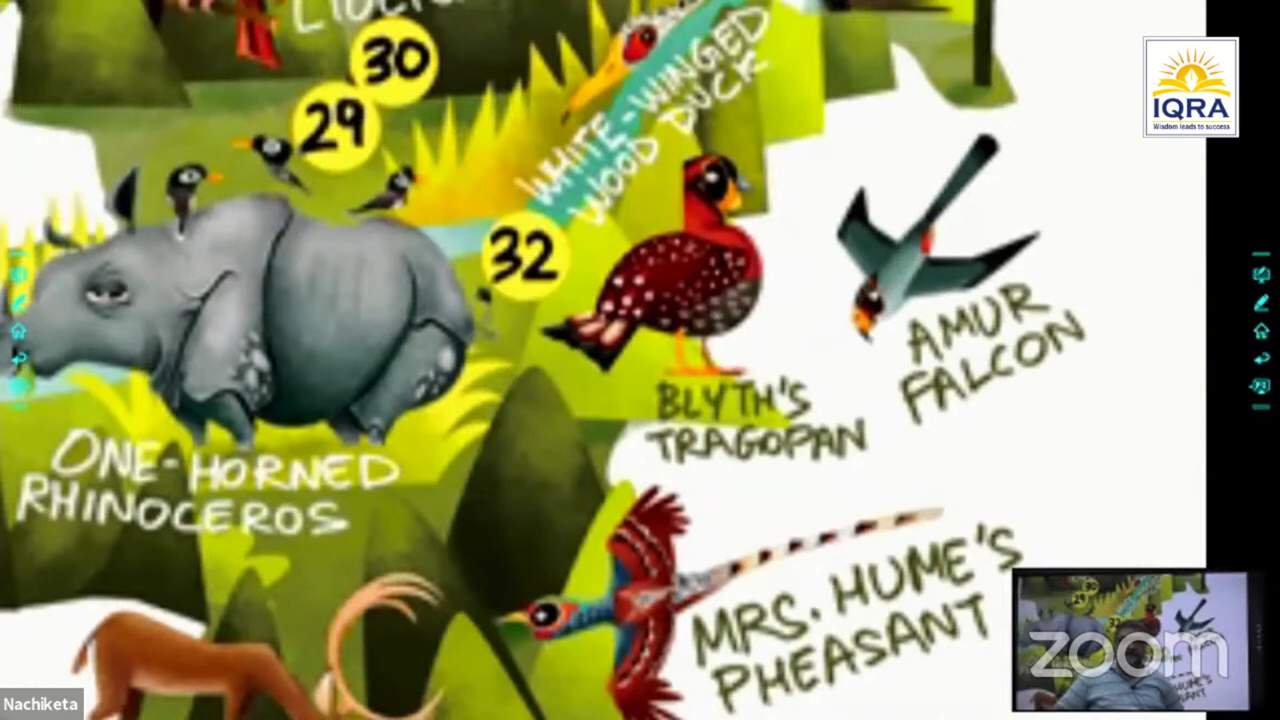 30
29
WHITE-WINGED
WOOD DUCK
32
IQRA
Wisdom leads to success
AMUR
FALCON
BLYTH'S
TRAGOPAN
ONE-HORNED
RHINOCEROS
MRS. HUME'S
PHEASANT
zoom
Nachiketa